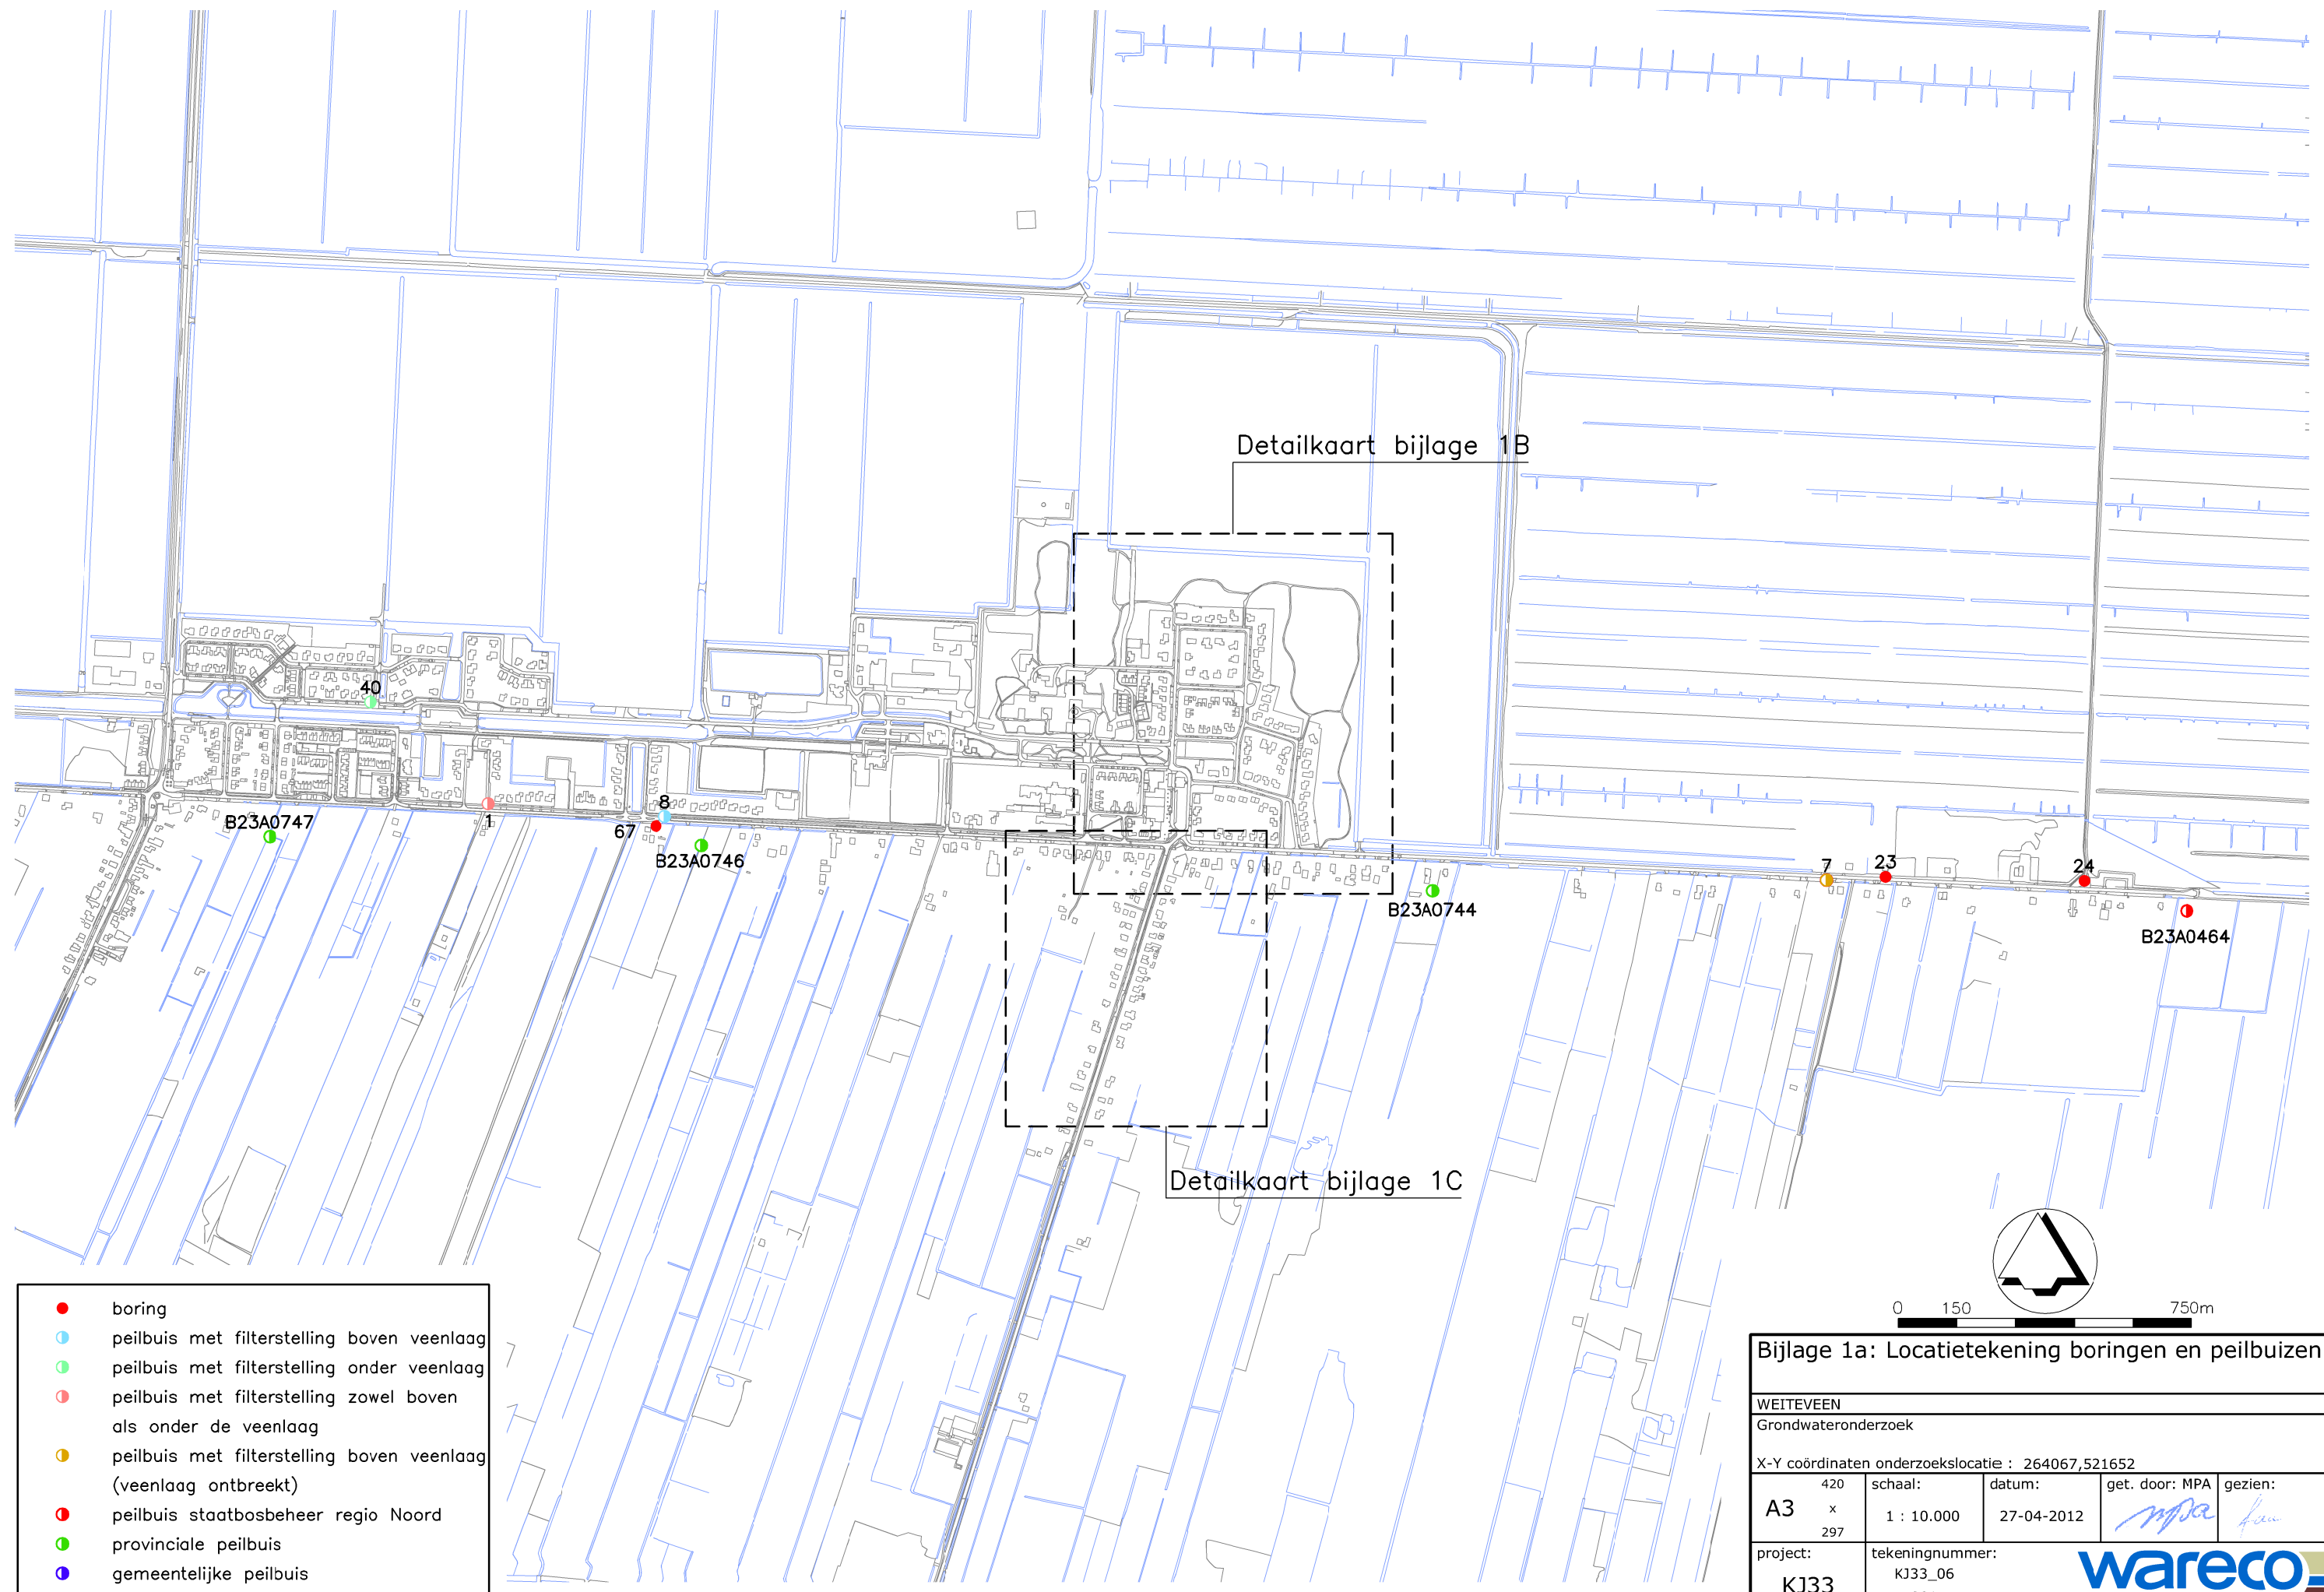 Detailkaart bijlage 1B
40
B23A0747
1
8
67
B23A0746
B23A0744
7
23
24
B23A0464
Detailkaart bijlage 1C
0 150 750m
boring
peilbuis met filterstelling boven veenlaag
peilbuis met filterstelling onder veenlaag
peilbuis met filterstelling zowel boven
als onder de veenlaag
peilbuis met filterstelling boven veenlaag
(veenlaag ontbreekt)
peilbuis staatbosbeheer regio Noord
provinciale peilbuis
gemeentelijke peilbuis
Bijlage 1a: Locatietekening boringen en peilbuizen
WEITEVEEN
Grondwateronderzoek
X-Y coördinaten onderzoekslocatie : 264067,521652
A3 420 x 297
schaal:
1 : 10.000
datum:
27-04-2012
get. door: MPA
mpa
gezien:
project:
KJ33
tekeningnummer:
KJ33_06
wareco